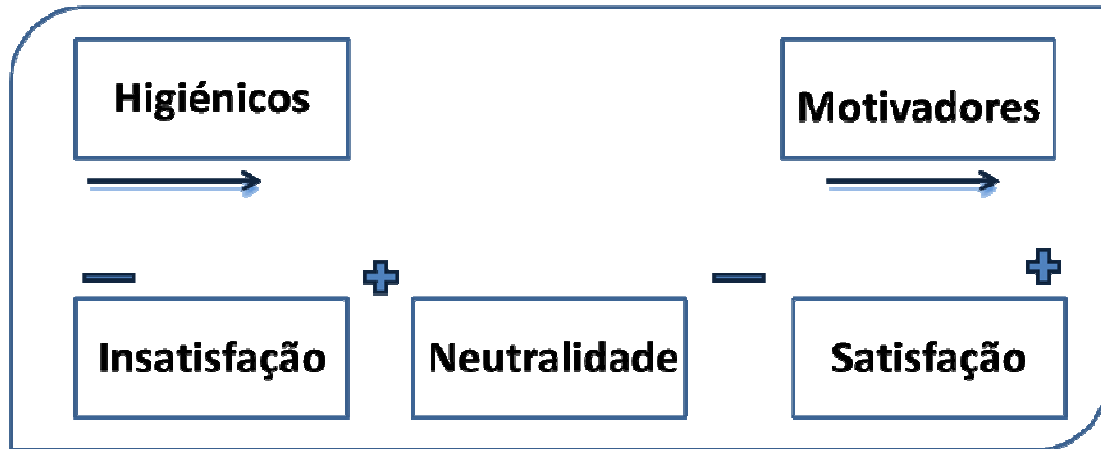 Higiénicos
Motivadores
Insatisfação
Neutralidade
Satisfação